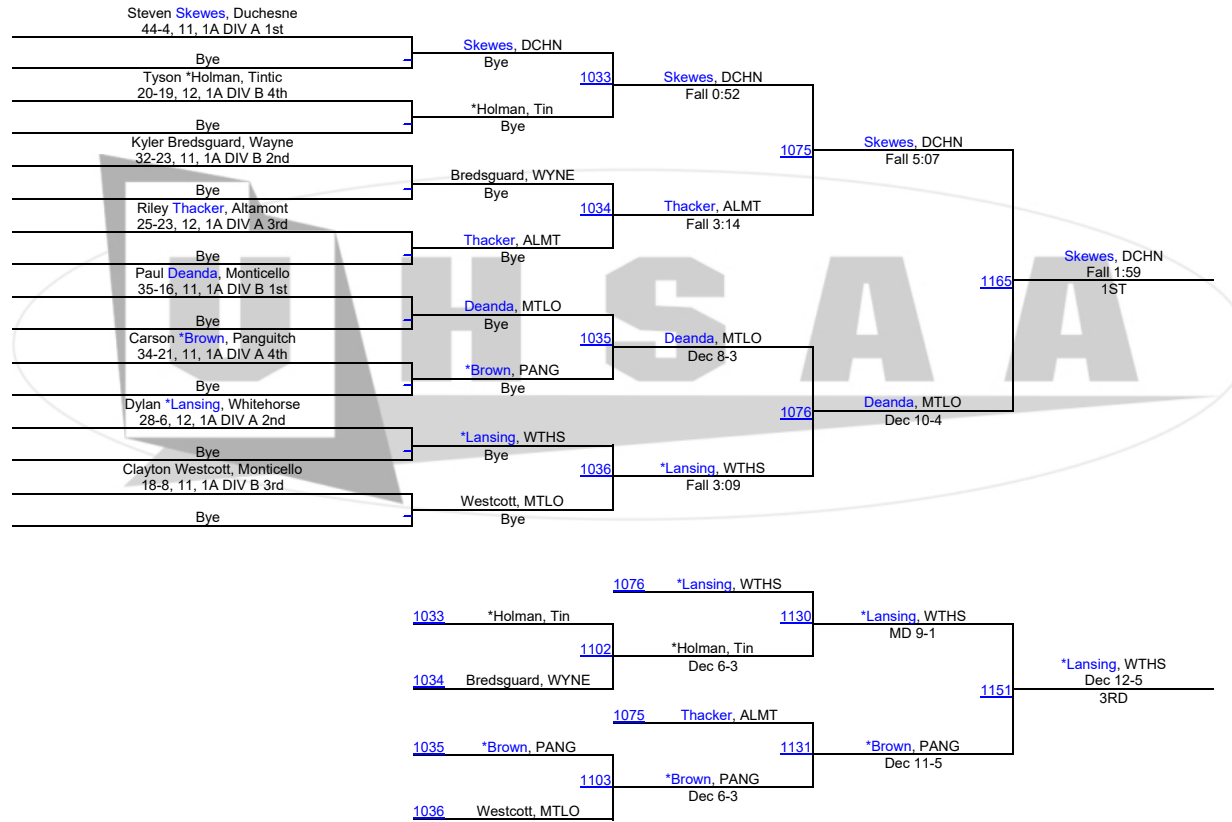 Steven Skewes, Duchesne
44-4, 11, 1A DIV A 1st
Bye
Tyson *Holman, Tintic
20-19, 12, 1A DIV B 4th
Bye
Kyler Bredsguard, Wayne
32-23, 11, 1A DIV B 2nd
Bye
Riley Thacker, Altamont
25-23, 12, 1A DIV A 3rd
Bye
Paul Deanda, Monticello
35-16, 11, 1A DIV B 1st
Bye
Carson *Brown, Panguitch
34-21, 11, 1A DIV A 4th
Bye
Dylan *Lansing, Whitehorse
28-6, 12, 1A DIV A 2nd
Bye
Clayton Westcott, Monticello
18-8, 11, 1A DIV B 3rd
Bye
Skewes, DCHN
Bye
1033
*Holman, Tin
Bye
Bredsguard, WYNE
Bye
1034
Thacker, ALMT
Bye
Deanda, MTLO
Bye
1035
*Brown, PANG
Bye
*Lansing, WTHS
Bye
1036
Westcott, MTLO
Bye
Skewes, DCHN
Fall 0:52
1075
Thacker, ALMT
Fall 3:14
Deanda, MTLO
Dec 8-3
1076
*Lansing, WTHS
Fall 3:09
Skewes, DCHN
Fall 5:07
1165
Deanda, MTLO
Dec 10-4
Skewes, DCHN
Fall 1:59
1ST
UHSAA
1033 *Holman, Tin
1102
1034 Bredsguard, WYNE
1035 *Brown, PANG
1103
1036 Westcott, MTLO
1076 *Lansing, WTHS
1130
*Holman, Tin
Dec 6-3
1075 Thacker, ALMT
1131
*Brown, PANG
Dec 6-3
*Lansing, WTHS
MD 9-1
1151
*Brown, PANG
Dec 11-5
*Lansing, WTHS
Dec 12-5
3RD